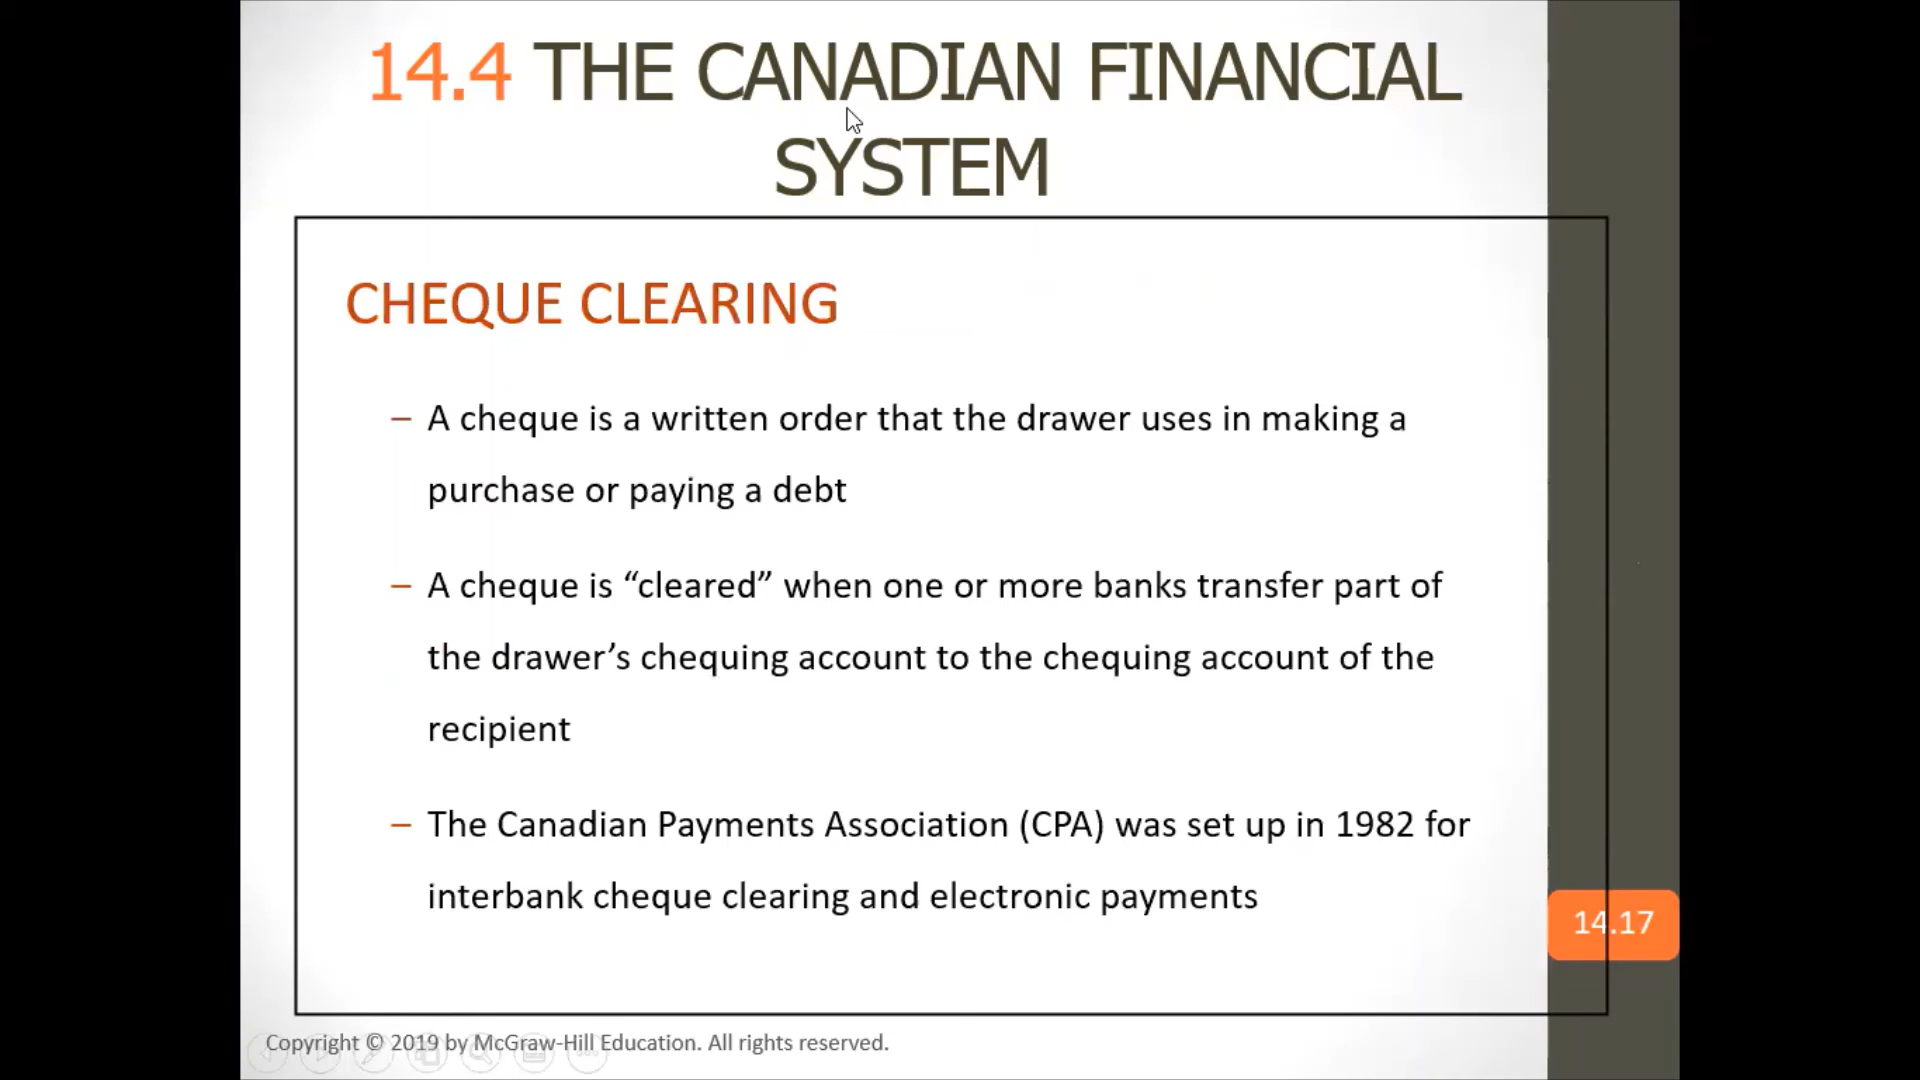 14.4 THE CANADIAN FINANCIAL
SYSTEM
CHEQUE CLEARING
– A cheque is a written order that the drawer uses in making a
purchase or paying a debt
– A cheque is “cleared” when one or more banks transfer part of
the drawer’s chequing account to the chequing account of the
recipient
– The Canadian Payments Association (CPA) was set up in 1982 for
interbank cheque clearing and electronic payments
14.17
Copyright © 2019 by McGraw-Hill Education. All rights reserved.